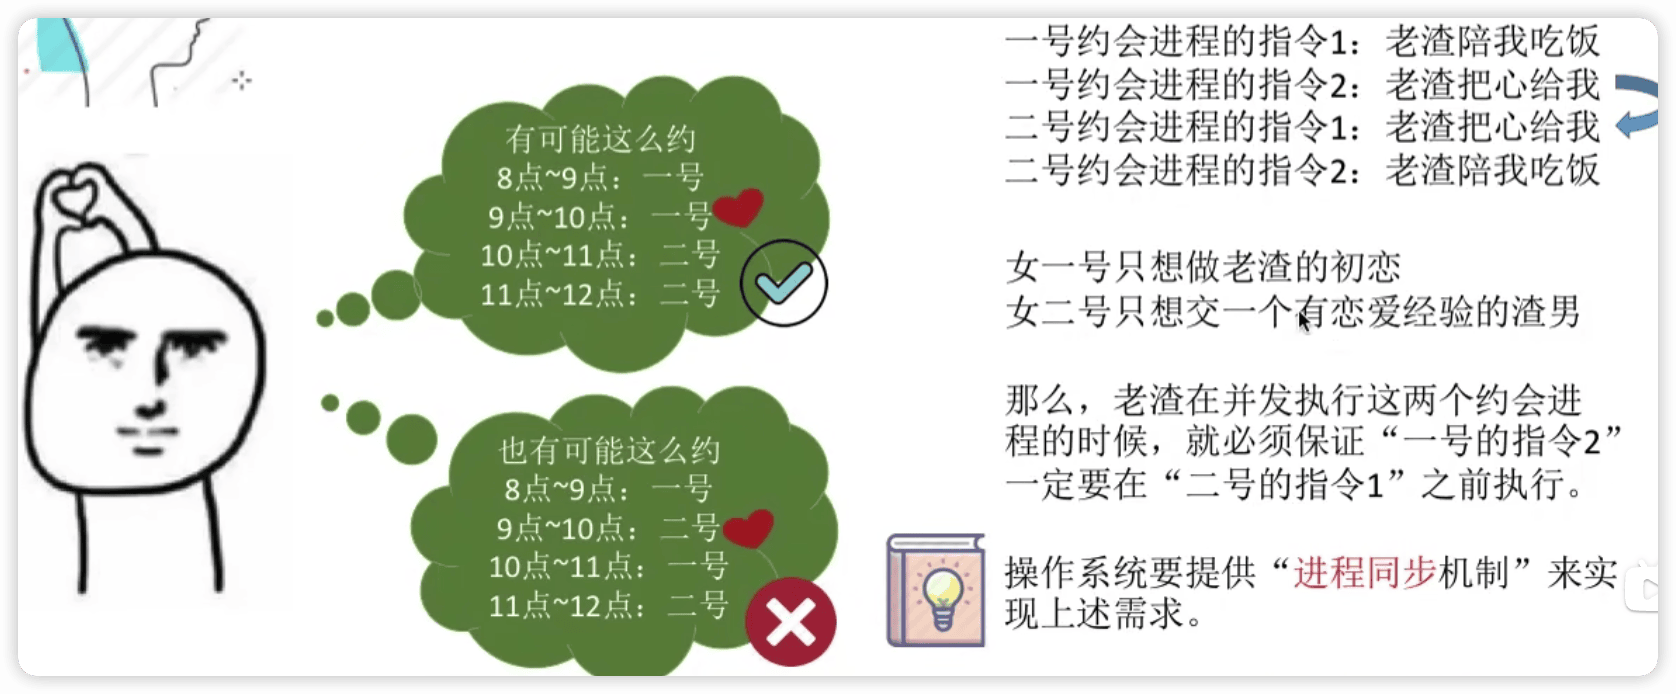 有可能这么约
8点~9点：一号
9点~10点：一号
10点~11点：二号
11点~12点：二号
也有可能这么约
8点~9点：一号
9点~10点：二号
10点~11点：一号
11点~12点：二号
一号约会进程的指令1：老渣陪我吃饭
一号约会进程的指令2：老渣把心给我
二号约会进程的指令1：老渣把心给我
二号约会进程的指令2：老渣陪我吃饭
女一号只想做老渣的初恋
女二号只想交一个有恋爱经验的渣男
那么，老渣在并发执行这两个约会进
程的时候，就必须保证“一号的指令2”
一定要在“二号的指令1”之前执行。
操作系统要提供“进程同步机制”来实
现上述需求。